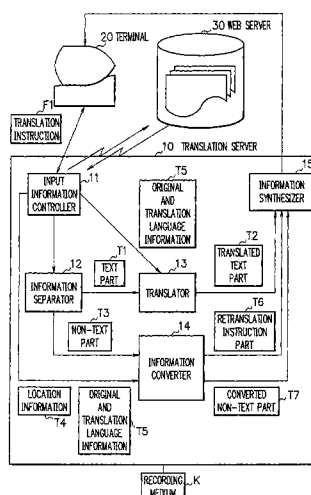 30 WEB SERVER
20 TERMINAL
F1
TRANSLATION
INSTRUCTION
10 TRANSLATION SERVER
11
INPUT
INFORMATION
CONTROLLER
T5
ORIGINAL
AND
TRANSLATION
LANGUAGE
INFORMATION
15
INFORMATION
SYNTHESIZER
12
INFORMATION
SEPARATOR
T1
TEXT
PART
13
TRANSLATOR
T2
TRANSLATED
TEXT PART
T3
NON-TEXT
PART
14
INFORMATION
CONVERTER
T6
RETRANSLATION
INSTRUCTION
PART
LOCATION
INFORMATION
T4
ORIGINAL
AND
TRANSLATION
LANGUAGE
INFORMATION
T5
CONVERTED
NON-TEXT PART
T7
RECORDING
MEDIUM
K